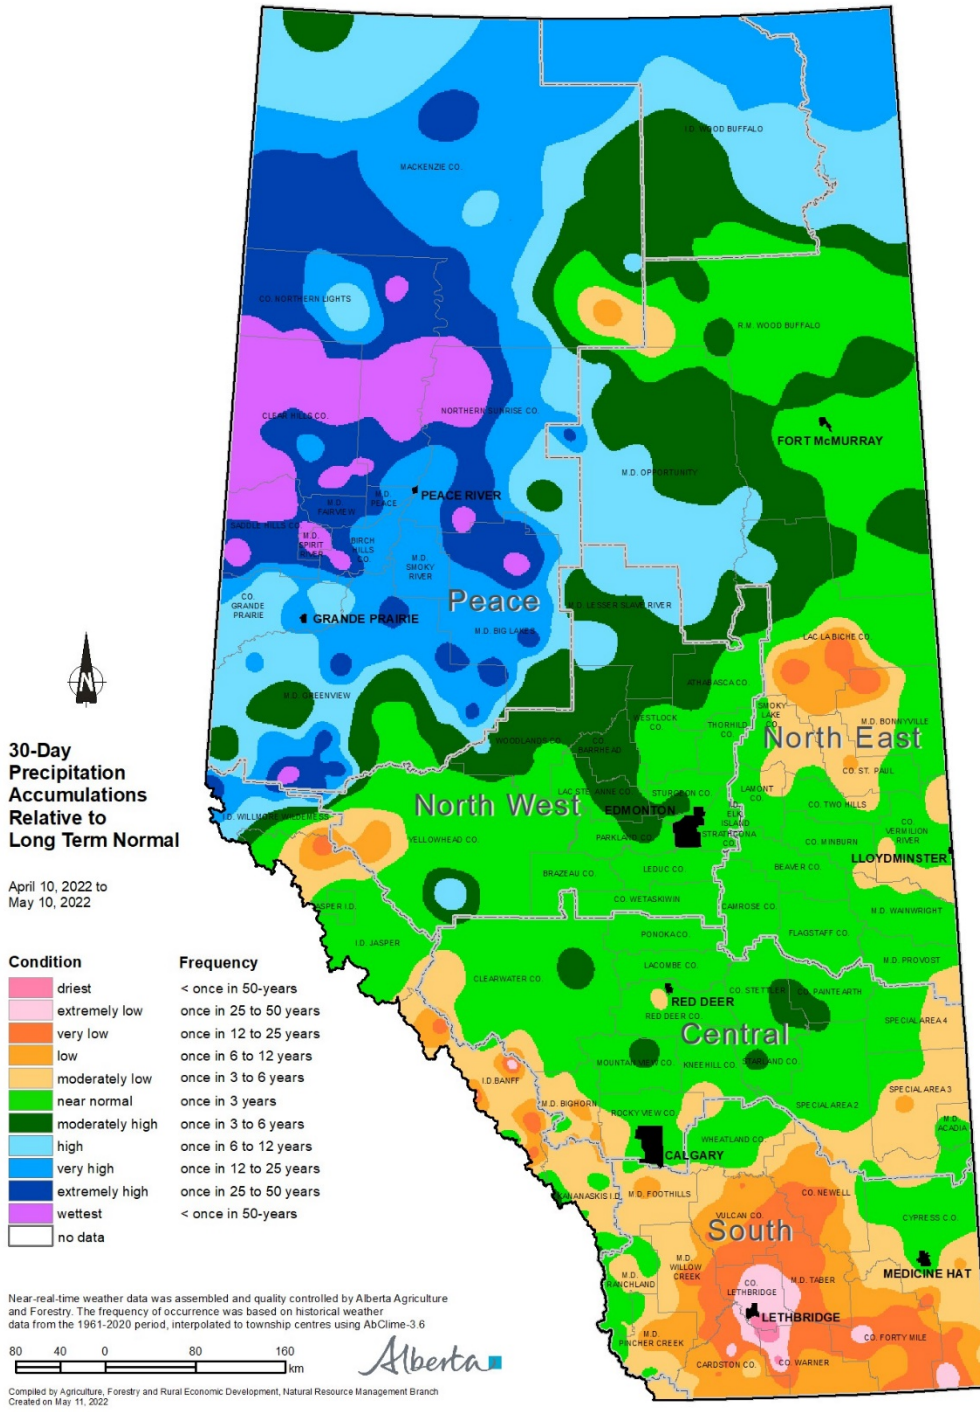 I.D. WOOD BUFFALO
MACKENZIE CO.
CO. NORTHERN LIGHTS
R.M. WOOD BUFFALO
CLEAR HILLS CO.
NORTHERN SUNRISE CO.
FORT McMURRAY
M.D. OPPORTUNITY
M.D.
PEACE
PEACE RIVER
M.D.
FAIRVIEW
SADDLE HILLS CO.
M.D.
SPIRIT
RIVER
BIRCH
HILLS
CO.
M.D.
SMOKY
RIVER
CO.
GRANDE
PRAIRIE
Peace
M.D. LESSER SLAVE RIVER
GRANDE PRAIRIE
M.D. BIG LAKES
LAC LA BICHE CO.
N
M.D. GREENVIEW
ATHABASCA CO.
WESTLOCK
CO.
THORHILD
CO.
SMOKY
LAKE
CO.
M.D. BONNYVILLE
North East
WOODLANDS CO.
CO.
BARRHEAD
CO. ST. PAUL
30-Day
Precipitation
Accumulations
Relative to
Long Term Normal
April 10, 2022 to
May 10, 2022
North West
LAC STE. ANNE CO.
STURGEON CO.
LAMONT
CO.
EDMONTON
I.D.
ELK
ISLAND
CO. TWO HILLS
I.D. WILLMORE WILDERNESS
YELLOWHEAD CO.
PARKLAND CO.
STRATHCONA
CO.
CO. MINBURN
CO.
VERMILION
RIVER
LLOYDMINSTER
BRAZEAU CO.
LEDUC CO.
BEAVER CO.
CO. WETASKIWIN
CAMROSE CO.
M.D. WAINWRIGHT
JASPER I.D.
I.D. JASPER
PONOKA CO.
FLAGSTAFF CO.
M.D. PROVOST
CLEARWATER CO.
LACOMBE CO.
CO. STETTLER
CO. PAINTEARTH
RED DEER
RED DEER CO.
SPECIAL AREA 4
Central
MOUNTAIN VIEW CO.
KNEEHILL CO.
STARLAND CO.
I.D. BANFF
SPECIAL AREA 3
M.D. BIGHORN
ROCKY VIEW CO.
SPECIAL AREA 2
M.D.
ACADIA
WHEATLAND CO.
CALGARY
KANANASKIS I.D.
M.D. FOOTHILLS
CO. NEWELL
VULCAN CO.
South
CYPRESS CO.
M.D.
WILLOW
CREEK
M.D.
RANCHLAND
MEDICINE HAT
CO.
LETHBRIDGE
M.D. TABER
LETHBRIDGE
M.D.
PINCHER CREEK
CO. FORTY MILE
CARDSTON CO.
CO. WARNER
Condition Frequency
driest < once in 50-years
extremely low once in 25 to 50 years
very low once in 12 to 25 years
low once in 6 to 12 years
moderately low once in 3 to 6 years
near normal once in 3 years
moderately high once in 3 to 6 years
high once in 6 to 12 years
very high once in 12 to 25 years
extremely high once in 25 to 50 years
wettest < once in 50-years
no data
Near-real-time weather data was assembled and quality controlled by Alberta Agriculture
and Forestry. The frequency of occurrence was based on historical weather
data from the 1961-2020 period, interpolated to township centres using AbClime-3.6
80 40 0 80 160
km
Alberta
Compiled by Agriculture, Forestry and Rural Economic Development, Natural Resource Management Branch
Created on May 11, 2022